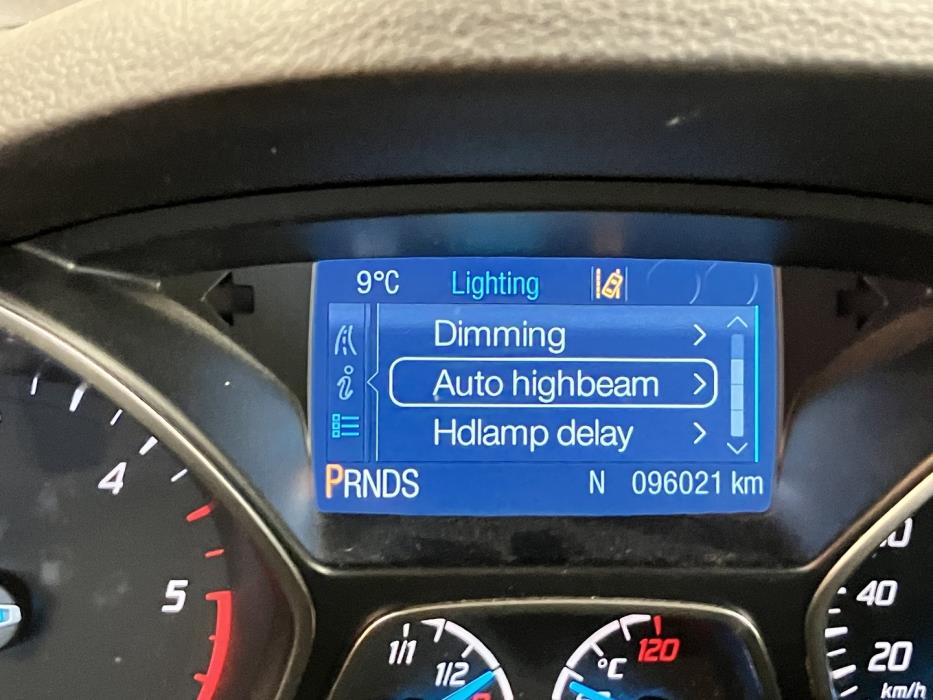 9°C Lighting
Dimming
Auto highbeam
Hdlamp delay
PRNDS N 096021 km
4
5
1/1
1/2
°C
120
40
20
km/h